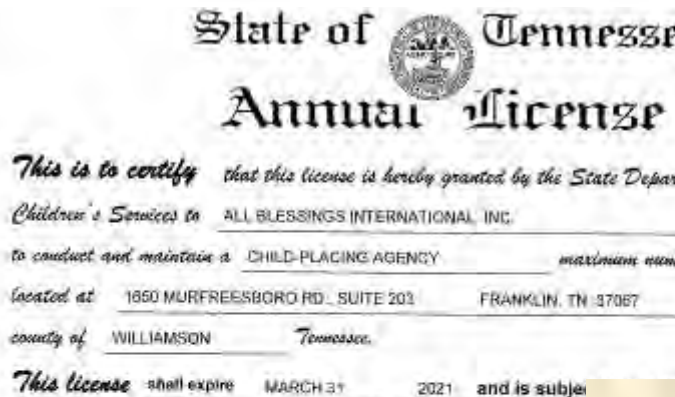 State of Tennesse
Annual License
This is to certify that this license is hereby granted by the State Depar
Children's Services to ALL BLESSINGS INTERNATIONAL, INC.
to conduct and maintain a CHILD-PLACING AGENCY maximum num
located at 1650 MURFREESBORO RD., SUITE 203 FRANKLIN, TN 37067
county of WILLIAMSON Tennessee.
This license shall expire MARCH 31 2021 and is subjec